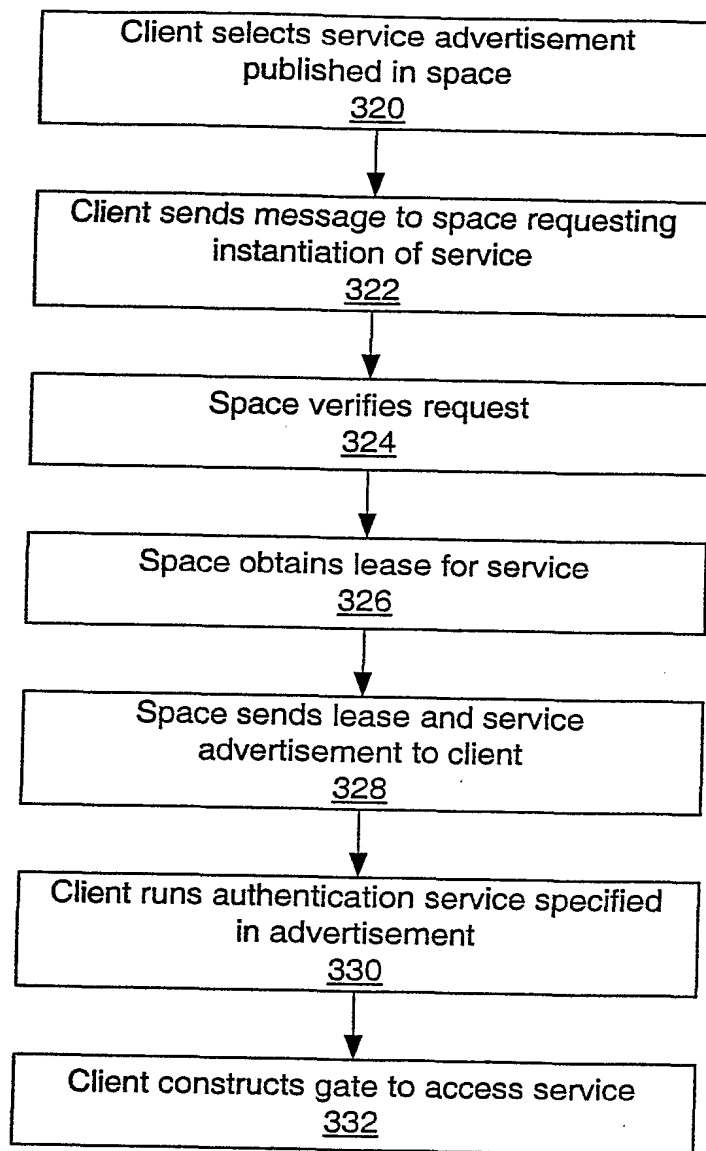 Client selects service advertisement
published in space
320
Client sends message to space requesting
instantiation of service
322
Space verifies request
324
Space obtains lease for service
326
Space sends lease and service
advertisement to client
328
Client runs authentication service specified
in advertisement
330
Client constructs gate to access service
332